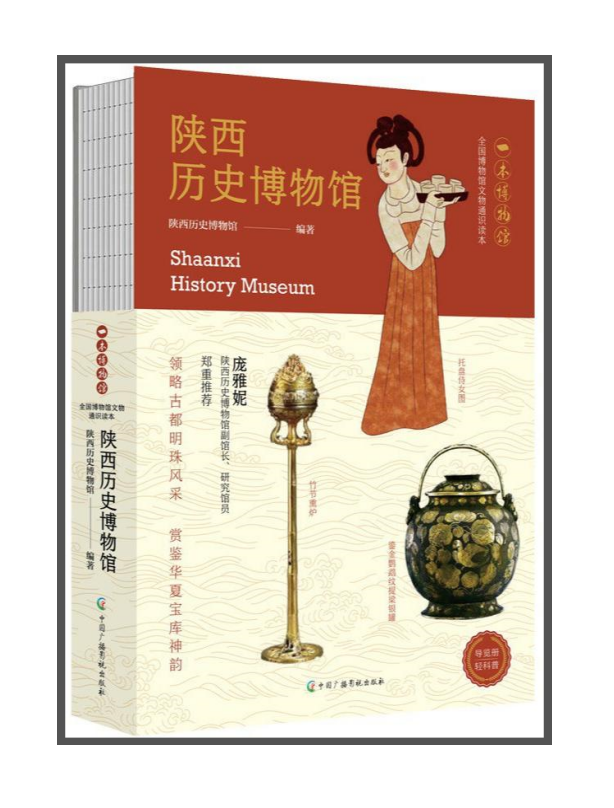 陕西
历史博物馆
陕西历史博物馆 编著
Shaanxi
History Museum
一本博物馆
全国博物馆文物通识读本
托盘侍女图
庞雅妮
陕西历史博物馆副馆长、研究馆员
郑重推荐
领略古都明珠风采 赏鉴华夏宝库神韵
竹节熏炉
鎏金鹦鹉纹提梁银罐
导览册
轻科普
中国广播影视出版社
一本博物馆
全国博物馆文物
通识读本
陕西历史博物馆
陕西历史博物馆 编著
中国广播影视出版社